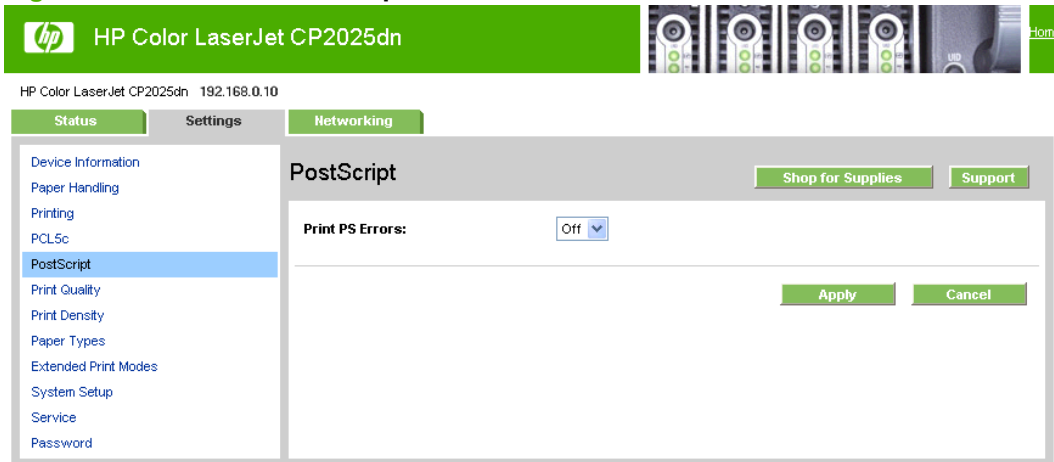 hp HP Color LaserJet CP2025dn
UID
Hom
HP Color LaserJet CP2025dn 192.168.0.10
Status Settings Networking
Device Information
Paper Handling
Printing
PCL5c
PostScript
Print Quality
Print Density
Paper Types
Extended Print Modes
System Setup
Service
Password
PostScript
Shop for Supplies Support
Print PS Errors: Off
Apply Cancel